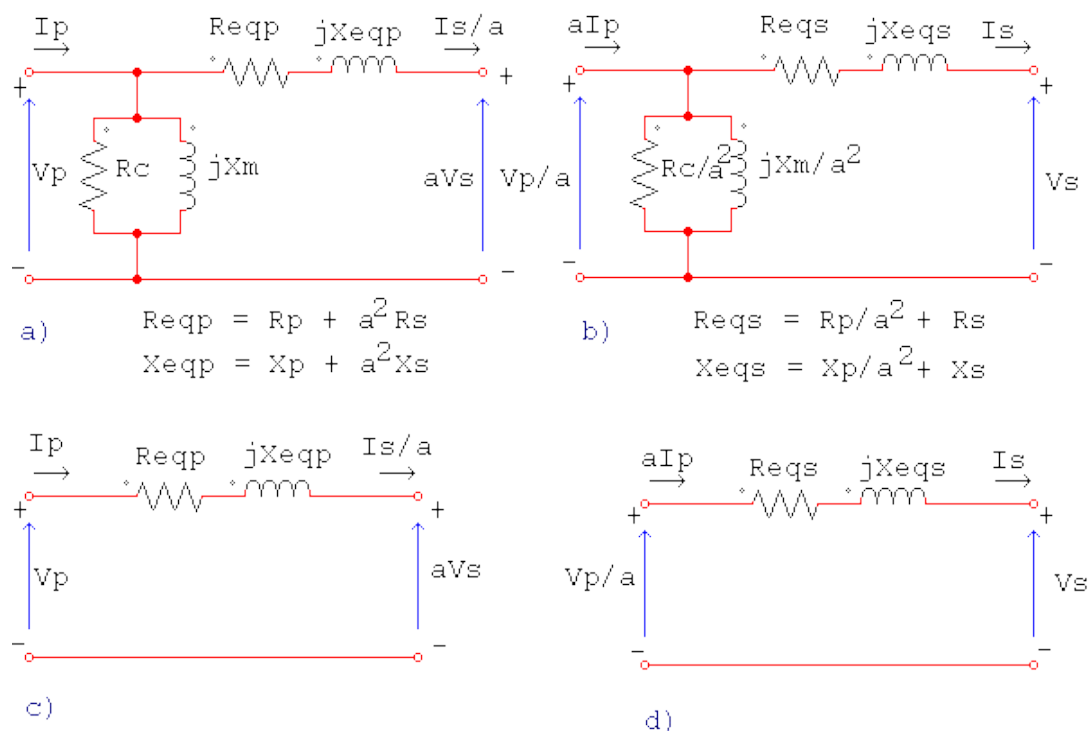 Ip
Reqp
jXeqp
Is/a
+
+
Vp
Rc
jXm
aVs
−
−
a)
Reqp = Rp + a²Rs
Xeqp = Xp + a²Xs
aIp
Reqs
jXeqs
Is
+
+
Vp/a
Rc/a²
jXm/a²
Vs
−
−
b)
Reqs = Rp/a² + Rs
Xeqs = Xp/a² + Xs
Ip
Reqp
jXeqp
Is/a
+
+
Vp
aVs
−
−
c)
aIp
Reqs
jXeqs
Is
+
+
Vp/a
Vs
−
−
d)